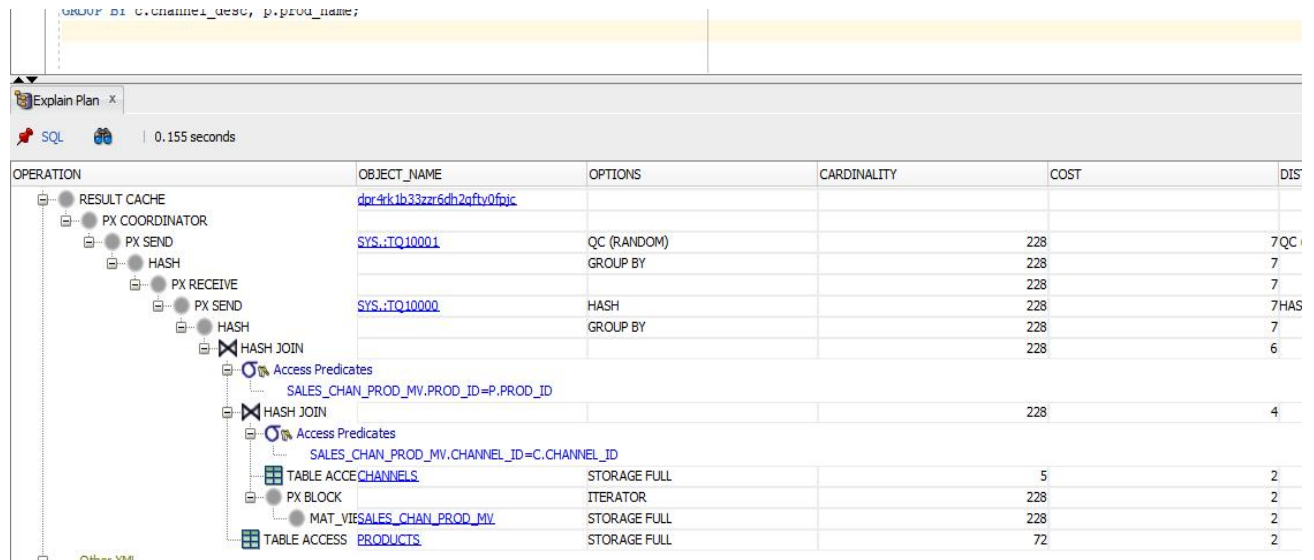 GROUP BY c.channel_desc, p.prod_name;
Explain Plan x
SQL | 0.155 seconds
OPERATION OBJECT_NAME OPTIONS CARDINALITY COST DIS
RESULT CACHE dpr4rk1b33zzr6dh2qftv0fpjc
PX COORDINATOR
PX SEND SYS.:TQ10001 QC (RANDOM) 228 7 QC
HASH GROUP BY 228 7
PX RECEIVE 228 7
PX SEND SYS.:TQ10000 HASH 228 7 HAS
HASH GROUP BY 228 7
HASH JOIN 228 6
Access Predicates
SALES_CHAN_PROD_MV.PROD_ID=P.PROD_ID
HASH JOIN 228 4
Access Predicates
SALES_CHAN_PROD_MV.CHANNEL_ID=C.CHANNEL_ID
TABLE ACCE CHANNELS STORAGE FULL 5 2
PX BLOCK ITERATOR 228 2
MAT_VIE SALES_CHAN_PROD_MV STORAGE FULL 228 2
TABLE ACCESS PRODUCTS STORAGE FULL 72 2
Other XML